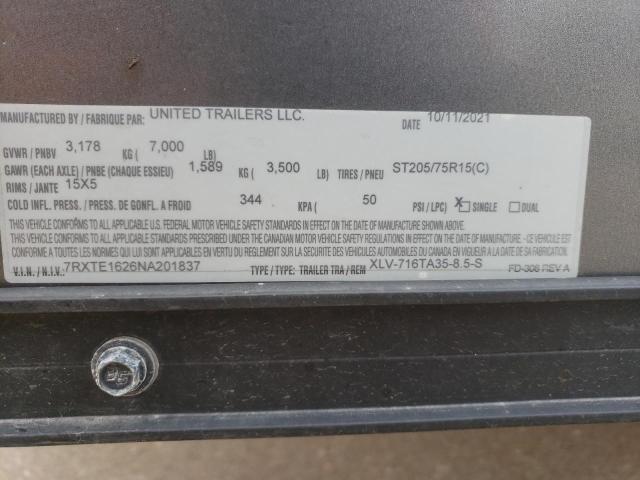 MANUFACTURED BY / FABRIQUE PAR: UNITED TRAILERS LLC. DATE 10/11/2021
GVWR / PNBV 3,178 KG ( 7,000 LB)
GAWR (EACH AXLE) / PNBE (CHAQUE ESSIEU) 1,589 KG ( 3,500 LB) TIRES / PNEU ST205/75R15(C)
RIMS / JANTE 15X5
COLD INFL. PRESS. / PRESS. DE GONFL. A FROID 344 KPA ( 50 PSI / LPC) X SINGLE DUAL
THIS VEHICLE CONFORMS TO ALL APPLICABLE U.S. FEDERAL MOTOR VEHICLE SAFETY STANDARDS IN EFFECT ON THE DATE OF MANUFACTURE SHOWN ABOVE.
THIS VEHICLE CONFORMS TO ALL APPLICABLE STANDARDS PRESCRIBED UNDER THE CANADIAN MOTOR VEHICLE SAFETY REGULATIONS IN EFFECT ON THE DATE OF MANUFACTURE / CE VEHICULE EST CONFORME A TOUTES LES NORMES QUI LUI SONT APPLICABLES EN VERTU DU REGLEMENT SUR LA SECURITE DES VEHICULES AUTOMOBILES DU CANADA EN VIGUEUR A LA DATE DE SA FABRICATION.
V.I.N. / N.I.V.: 7RXTE1626NA201837 TYPE / TYPE: TRAILER TRA / REM XLV-716TA35-8.5-S FD-308 REV A
95